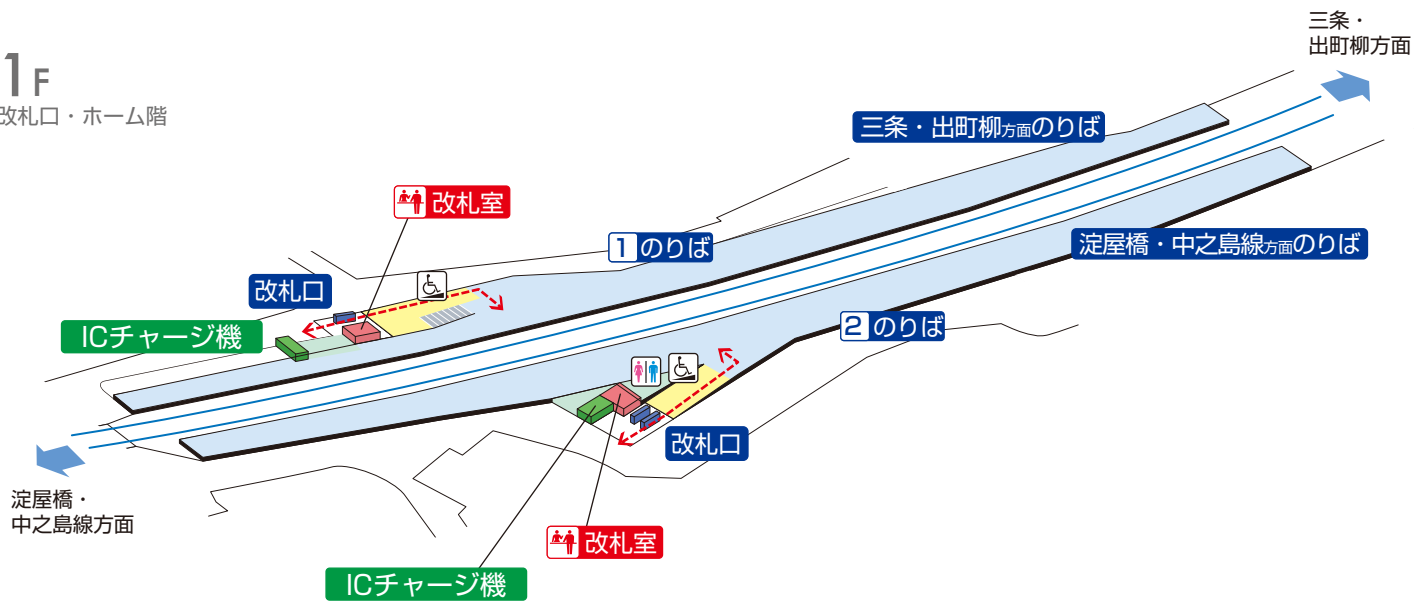 三条・
出町柳方面
1F
改札口・ホーム階
三条・出町柳方面のりば
改札室
1 のりば
淀屋橋・中之島線方面のりば
改札口
ICチャージ機
2 のりば
改札口
淀屋橋・
中之島線方面
改札室
ICチャージ機